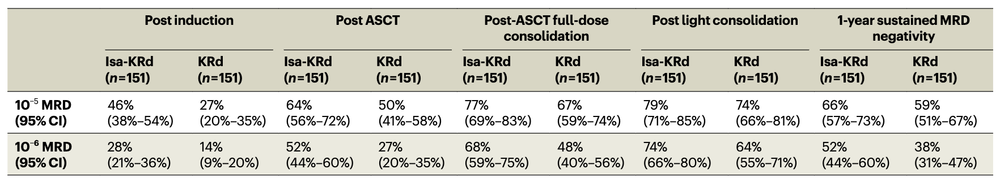 Post induction Post ASCT Post-ASCT full-dose Post light consolidation 1-year sustained MRD
consolidation negativity
Isa-KRd KRd Isa-KRd KRd Isa-KRd KRd Isa-KRd KRd Isa-KRd KRd
(n=151) (n=151) (n=151) (n=151) (n=151) (n=151) (n=151) (n=151) (n=151) (n=151)
10⁻⁵ MRD 46% 27% 64% 50% 77% 67% 79% 74% 66% 59%
(95% CI) (38%–54%) (20%–35%) (56%–72%) (41%–58%) (69%–83%) (59%–74%) (71%–85%) (66%–81%) (57%–73%) (51%–67%)
10⁻⁶ MRD 28% 14% 52% 27% 68% 48% 74% 64% 52% 38%
(95% CI) (21%–36%) (9%–20%) (44%–60%) (20%–35%) (59%–75%) (40%–56%) (66%–80%) (55%–71%) (44%–60%) (31%–47%)